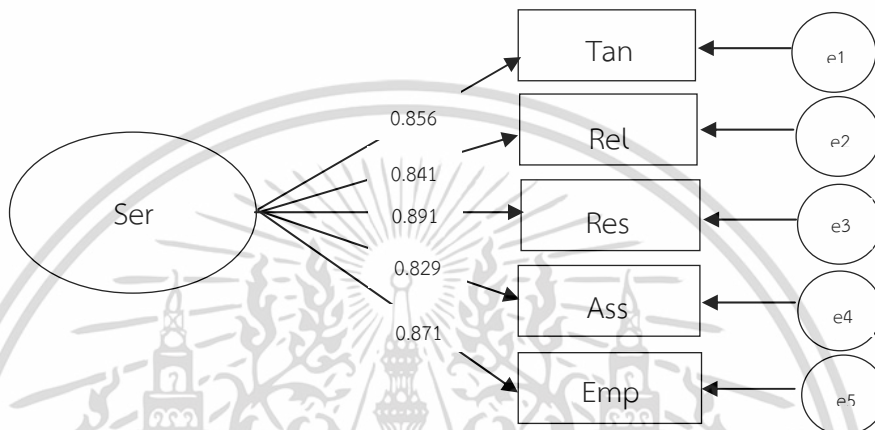 Tan
e1
0.856
Rel
e2
0.841
Ser
0.891
Res
e3
0.829
Ass
e4
0.871
Emp
e5